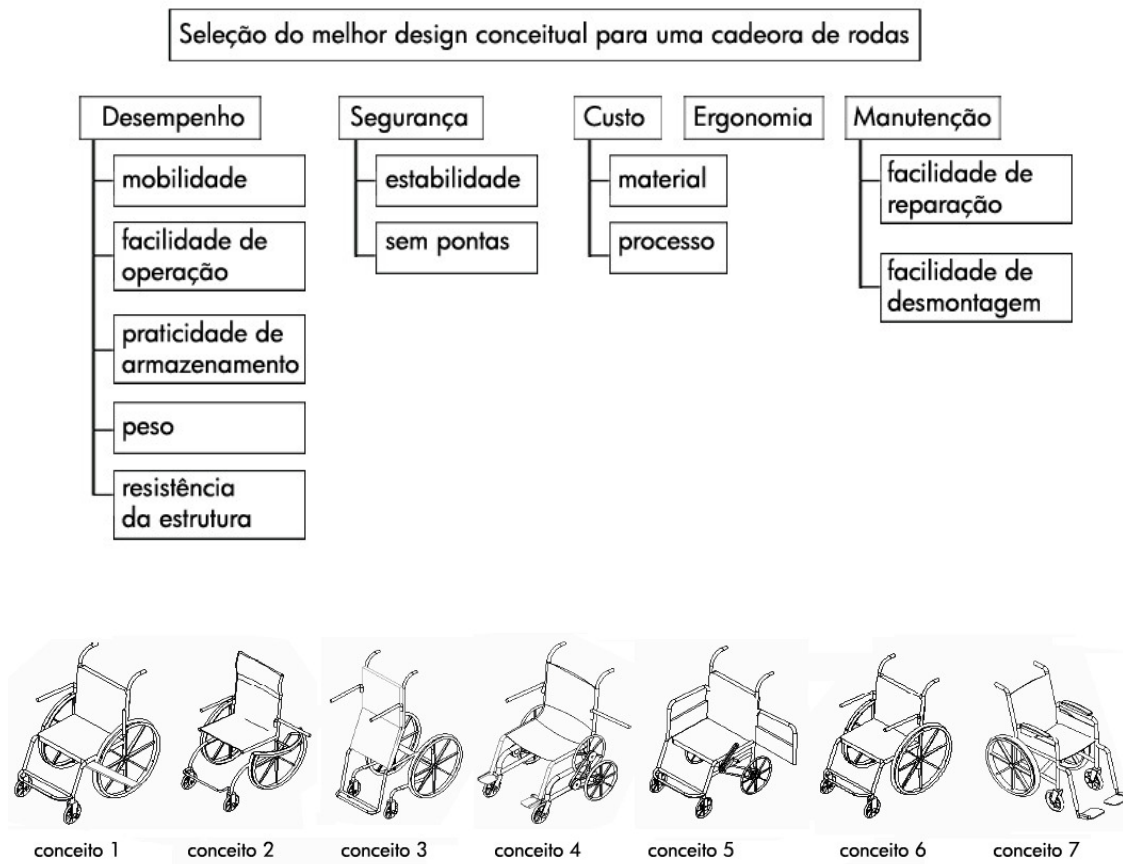 Seleção do melhor design conceitual para uma cadeora de rodas
Desempenho
mobilidade
facilidade de
operação
praticidade de
armazenamento
peso
resistência
da estrutura
Segurança
estabilidade
sem pontas
Custo
material
processo
Ergonomia
Manutenção
facilidade de
reparação
facilidade de
desmontagem
conceito 1
conceito 2
conceito 3
conceito 4
conceito 5
conceito 6
conceito 7